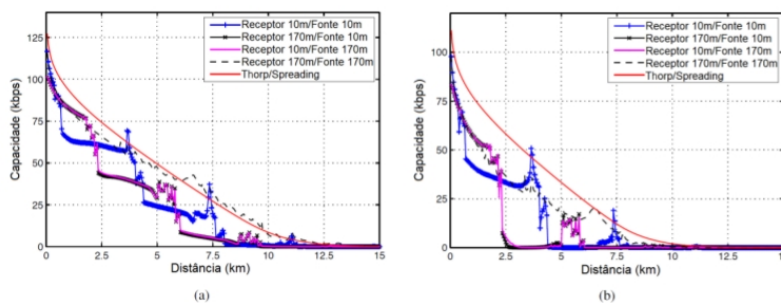 Receptor 10m/Fonte 10m
Receptor 170m/Fonte 10m
Receptor 10m/Fonte 170m
Receptor 170m/Fonte 170m
Thorp/Spreading
Capacidade (kbps)
125
100
75
50
25
0
0 2.5 5 7.5 10 12.5 15
Distância (km)
(a)
Receptor 10m/Fonte 10m
Receptor 170m/Fonte 10m
Receptor 10m/Fonte 170m
Receptor 170m/Fonte 170m
Thorp/Spreading
Capacidade (kbps)
100
75
50
25
0
0 2.5 5 7.5 10 12.5 15
Distância (km)
(b)